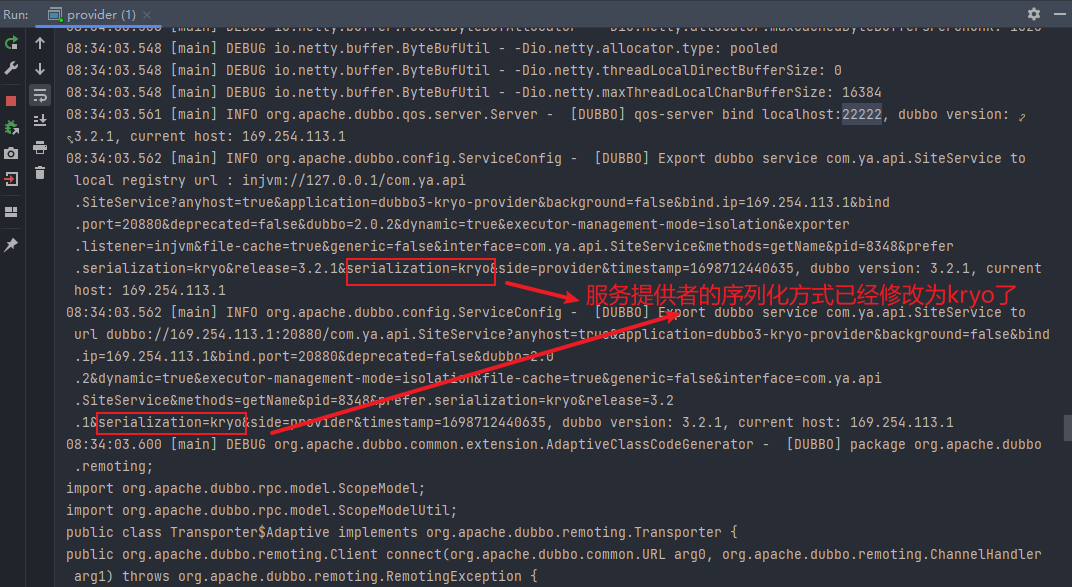 Run: provider (1)
08:34:03.548 [main] DEBUG io.netty.buffer.ByteBufUtil - -Dio.netty.allocator.type: pooled
08:34:03.548 [main] DEBUG io.netty.buffer.ByteBufUtil - -Dio.netty.threadLocalDirectBufferSize: 0
08:34:03.548 [main] DEBUG io.netty.buffer.ByteBufUtil - -Dio.netty.maxThreadLocalCharBufferSize: 16384
08:34:03.561 [main] INFO org.apache.dubbo.qos.server.Server -  [DUBBO] qos-server bind localhost:22222, dubbo version:
3.2.1, current host: 169.254.113.1
08:34:03.562 [main] INFO org.apache.dubbo.config.ServiceConfig -  [DUBBO] Export dubbo service com.ya.api.SiteService to
local registry url : injvm://127.0.0.1/com.ya.api
.SiteService?anyhost=true&application=dubbo3-kryo-provider&background=false&bind.ip=169.254.113.1&bind
.port=20880&deprecated=false&dubbo=2.0.2&dynamic=true&executor-management-mode=isolation&exporter
.listener=injvm&file-cache=true&generic=false&interface=com.ya.api.SiteService&methods=getName&pid=8348&prefer
.serialization=kryo&release=3.2.1&serialization=kryo&side=provider&timestamp=1698712440635, dubbo version: 3.2.1, current
host: 169.254.113.1
服务提供者的序列化方式已经修改为kryo了
08:34:03.562 [main] INFO org.apache.dubbo.config.ServiceConfig -  [DUBBO] Export dubbo service com.ya.api.SiteService to
url dubbo://169.254.113.1:20880/com.ya.api.SiteService?anyhost=true&application=dubbo3-kryo-provider&background=false&bind
.ip=169.254.113.1&bind.port=20880&deprecated=false&dubbo=2.0
.2&dynamic=true&executor-management-mode=isolation&file-cache=true&generic=false&interface=com.ya.api
.SiteService&methods=getName&pid=8348&prefer.serialization=kryo&release=3.2
.1&serialization=kryo&side=provider&timestamp=1698712440635, dubbo version: 3.2.1, current host: 169.254.113.1
08:34:03.600 [main] DEBUG org.apache.dubbo.common.extension.AdaptiveClassCodeGenerator -  [DUBBO] package org.apache.dubbo
.remoting;
import org.apache.dubbo.rpc.model.ScopeModel;
import org.apache.dubbo.rpc.model.ScopeModelUtil;
public class Transporter$Adaptive implements org.apache.dubbo.remoting.Transporter {
public org.apache.dubbo.remoting.Client connect(org.apache.dubbo.common.URL arg0, org.apache.dubbo.remoting.ChannelHandler
arg1) throws org.apache.dubbo.remoting.RemotingException {